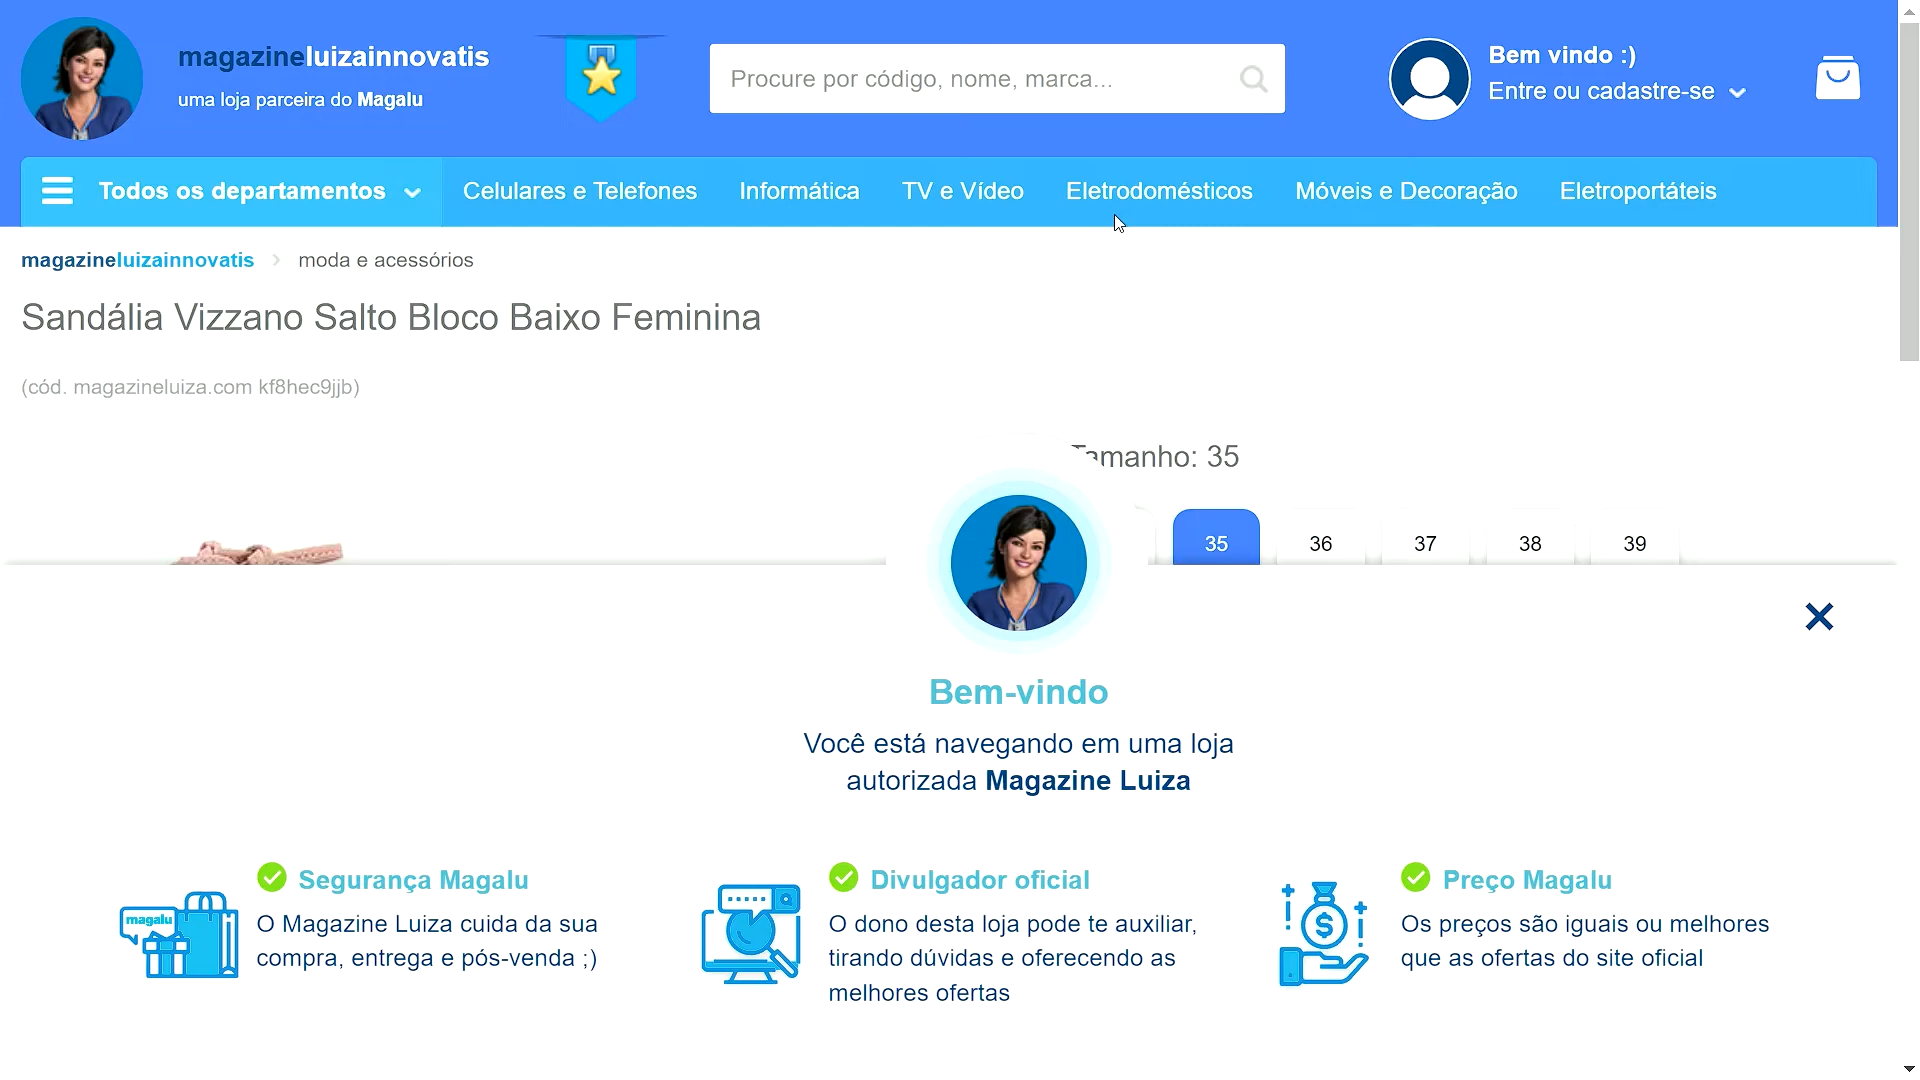 magazineluizainnovatis
uma loja parceira do Magalu
Procure por código, nome, marca...
Bem vindo :)
Entre ou cadastre-se
Todos os departamentos
Celulares e Telefones
Informática
TV e Vídeo
Eletrodomésticos
Móveis e Decoração
Eletroportáteis
magazineluizainnovatis
moda e acessórios
Sandália Vizzano Salto Bloco Baixo Feminina
(cód. magazineluiza.com kf8hec9jjb)
Tamanho: 35
35
36
37
38
39
Bem-vindo
Você está navegando em uma loja
autorizada Magazine Luiza
magalu
Segurança Magalu
O Magazine Luiza cuida da sua
compra, entrega e pós-venda ;)
Divulgador oficial
O dono desta loja pode te auxiliar,
tirando dúvidas e oferecendo as
melhores ofertas
Preço Magalu
Os preços são iguais ou melhores
que as ofertas do site oficial